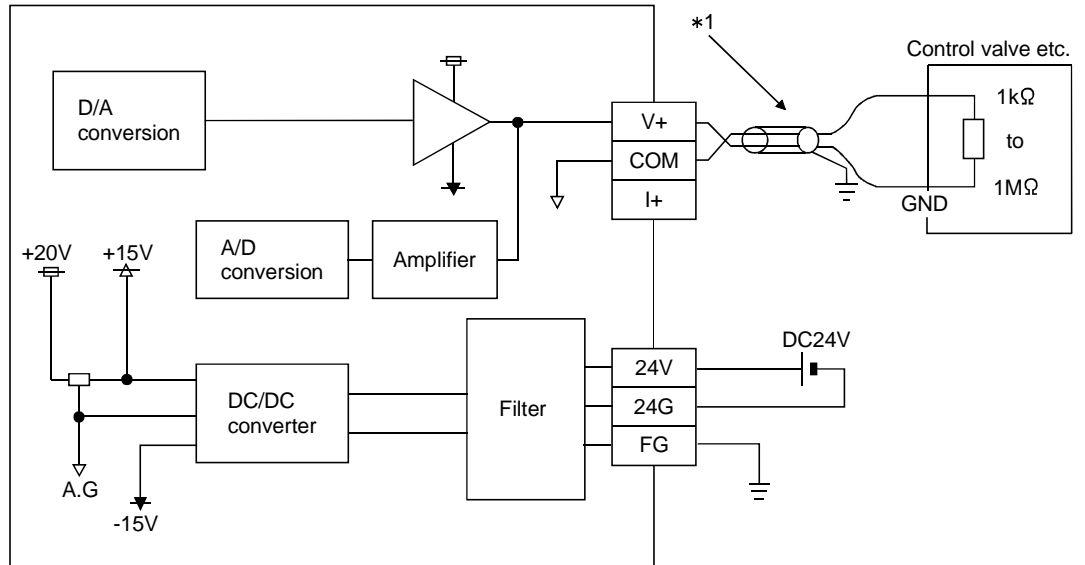 *1
Control valve etc.
D/A
conversion
V+
COM
I+
1kΩ
to
1MΩ
GND
A/D
conversion
Amplifier
+20V
+15V
DC/DC
converter
Filter
24V
24G
FG
DC24V
A.G
-15V